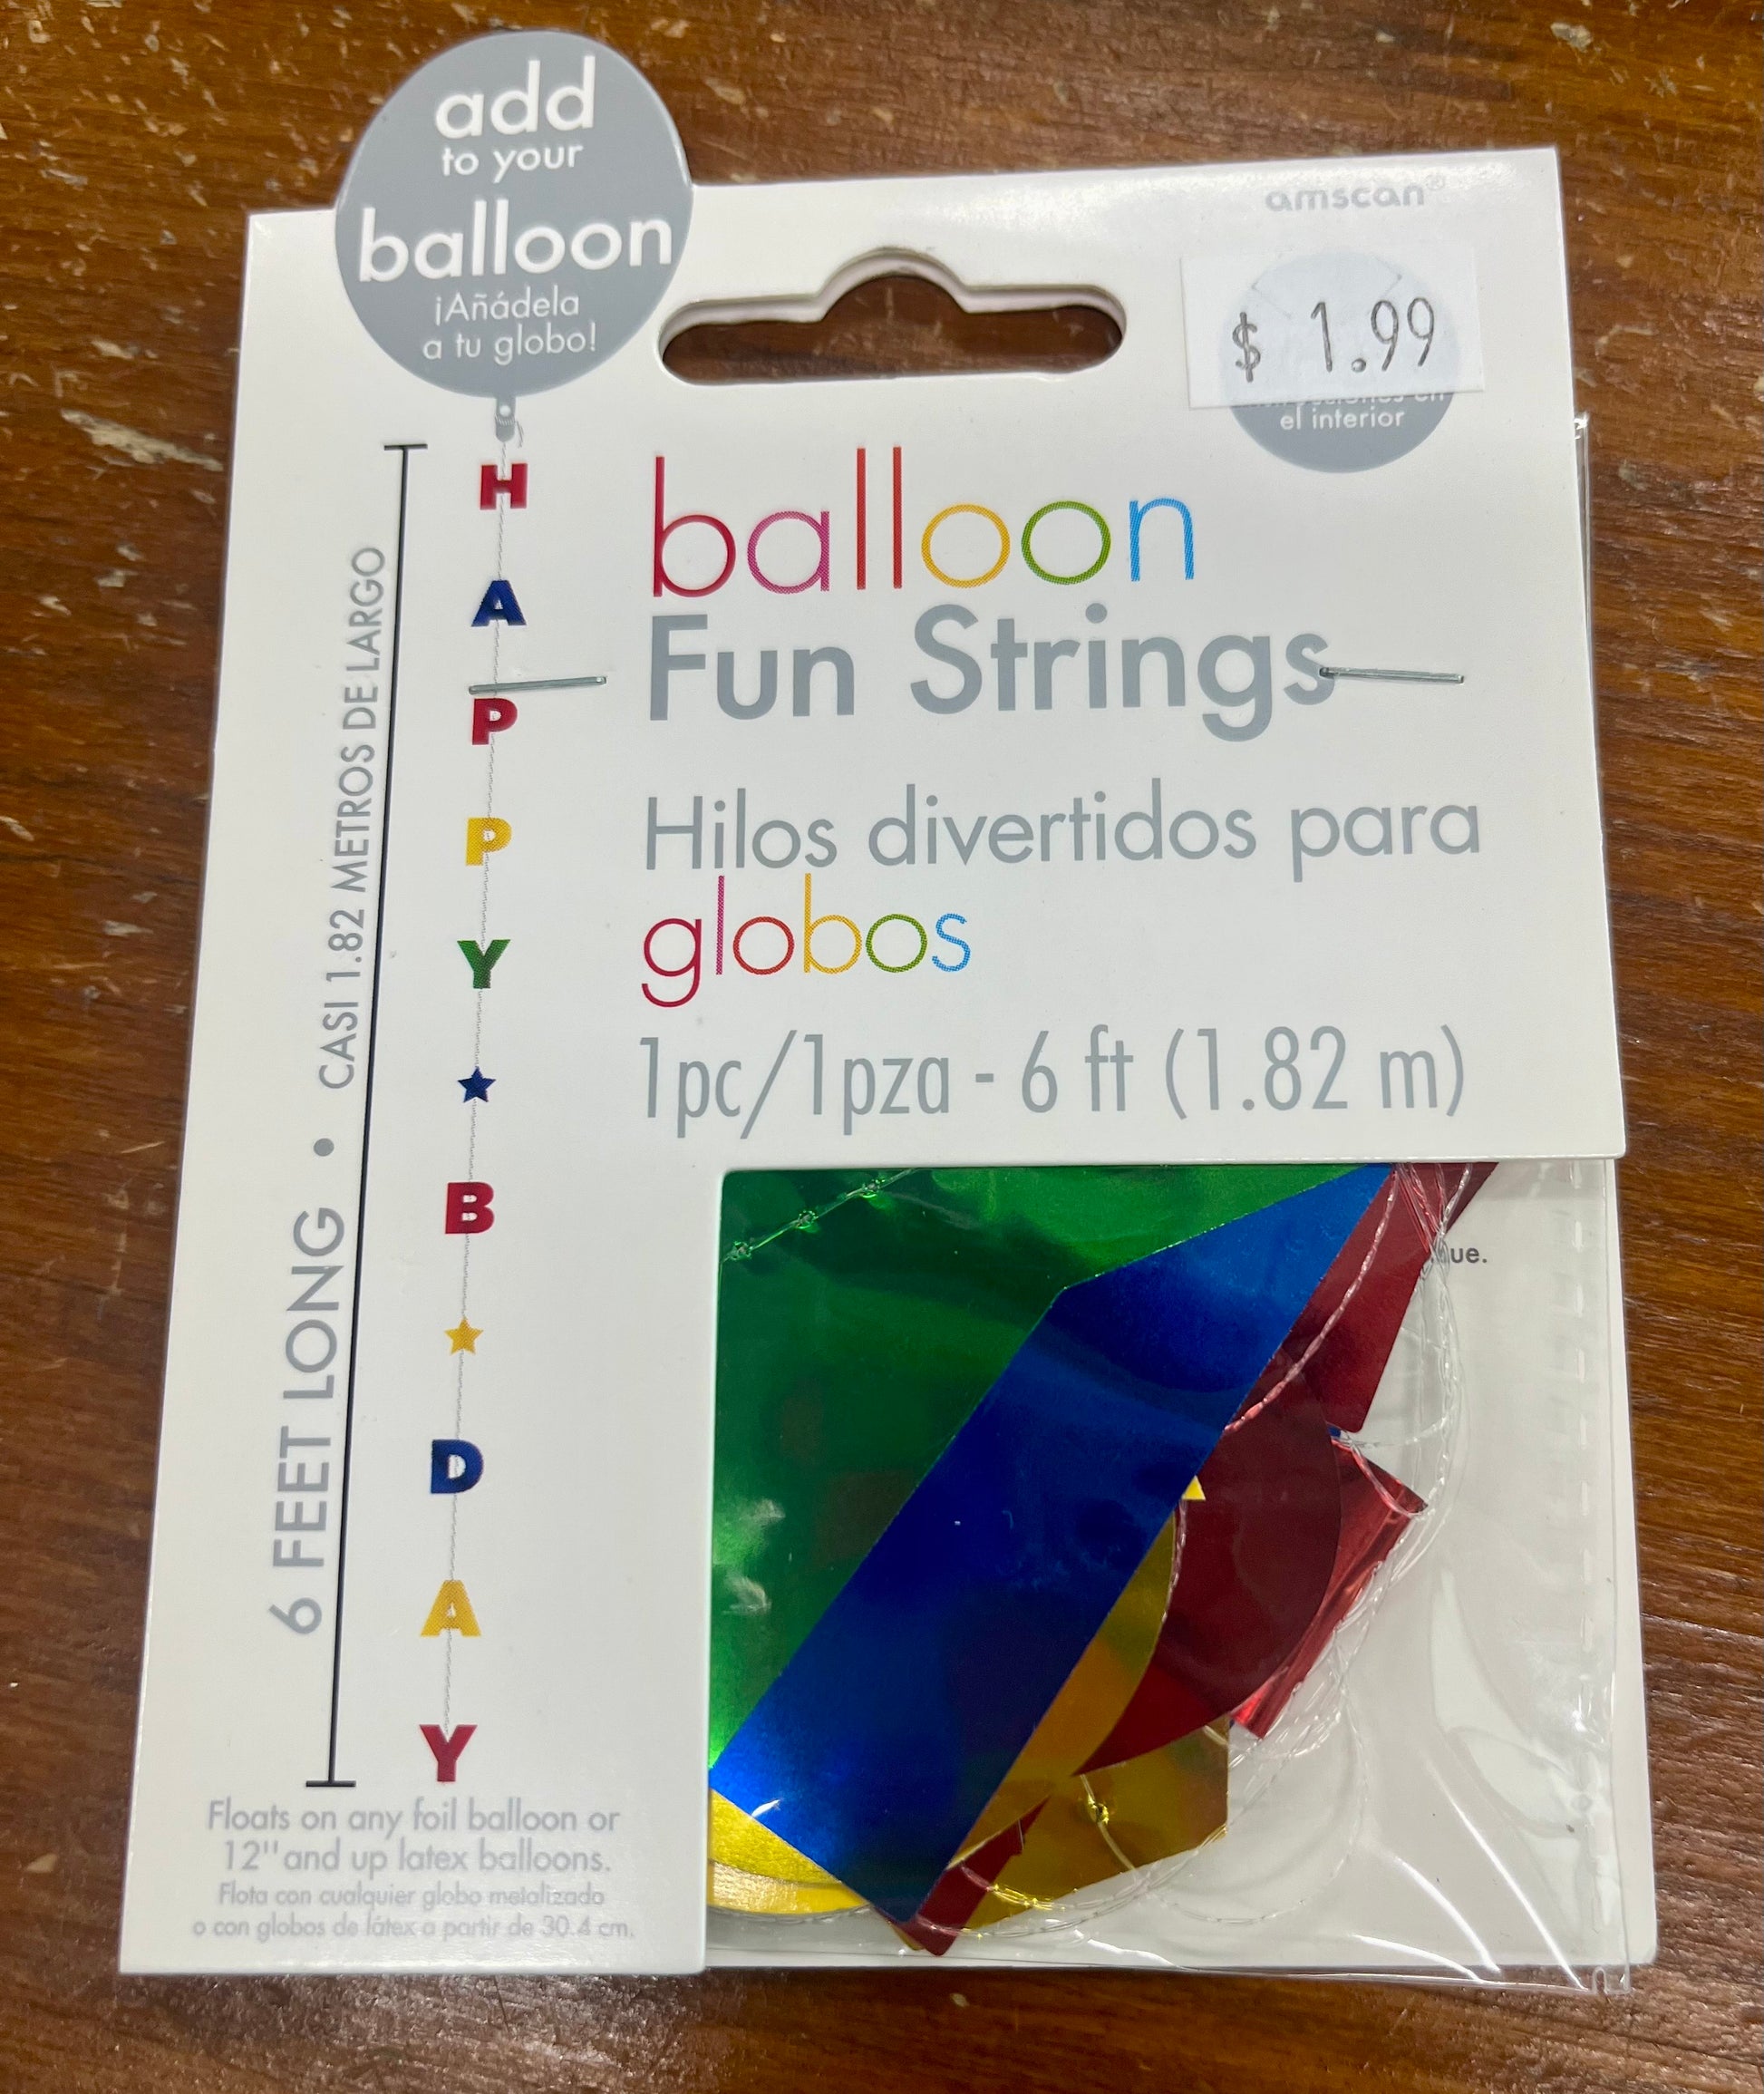 add
to your
balloon
¡Añádela
a tu globo!
amscan®
$ 1.99
el interior
H
A
P
P
Y
B
D
A
Y
6 FEET LONG • CASI 1.82 METROS DE LARGO
balloon
Fun Strings
Hilos divertidos para
globos
1pc/1pza - 6 ft (1.82 m)
Floats on any foil balloon or
12" and up latex balloons.
Flota con cualquier globo metalizado
o con globos de látex a partir de 30.4 cm.